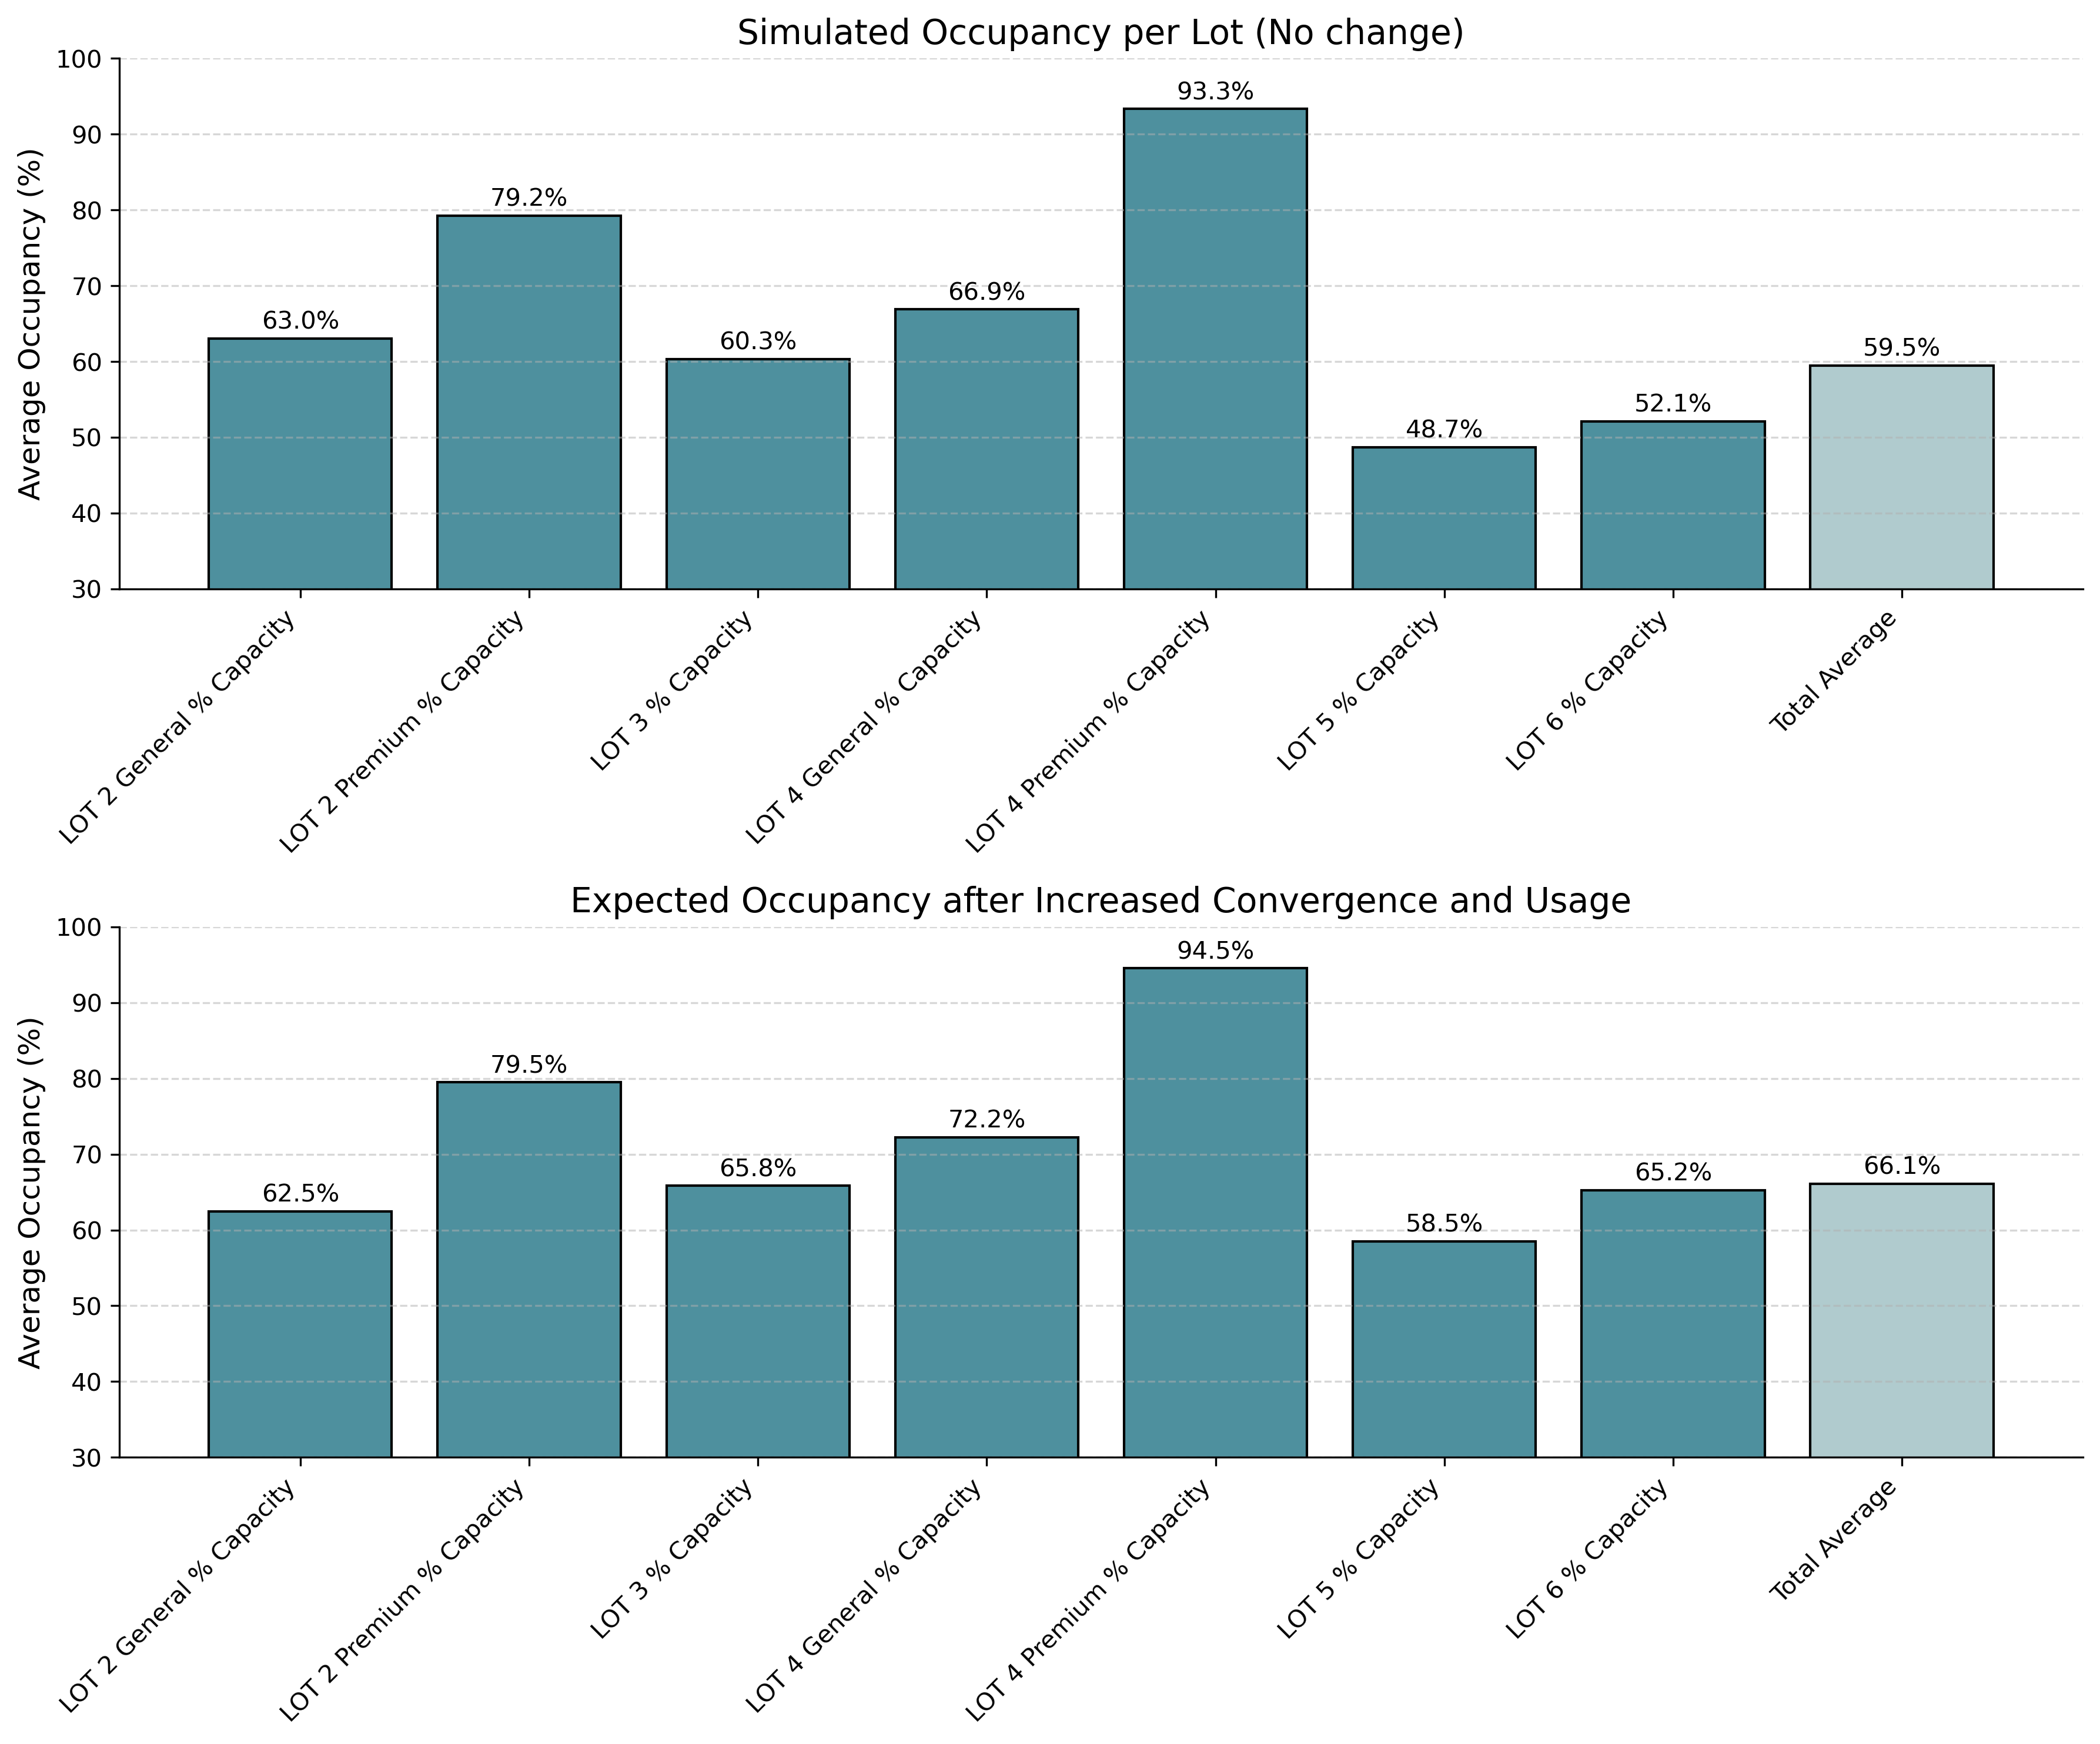 Simulated Occupancy per Lot (No change)
Average Occupancy (%)
100
90
80
70
60
50
40
30
63.0%
79.2%
60.3%
66.9%
93.3%
48.7%
52.1%
59.5%
LOT 2 General % Capacity
LOT 2 Premium % Capacity
LOT 3 % Capacity
LOT 4 General % Capacity
LOT 4 Premium % Capacity
LOT 5 % Capacity
LOT 6 % Capacity
Total Average
Expected Occupancy after Increased Convergence and Usage
Average Occupancy (%)
100
90
80
70
60
50
40
30
62.5%
79.5%
65.8%
72.2%
94.5%
58.5%
65.2%
66.1%
LOT 2 General % Capacity
LOT 2 Premium % Capacity
LOT 3 % Capacity
LOT 4 General % Capacity
LOT 4 Premium % Capacity
LOT 5 % Capacity
LOT 6 % Capacity
Total Average